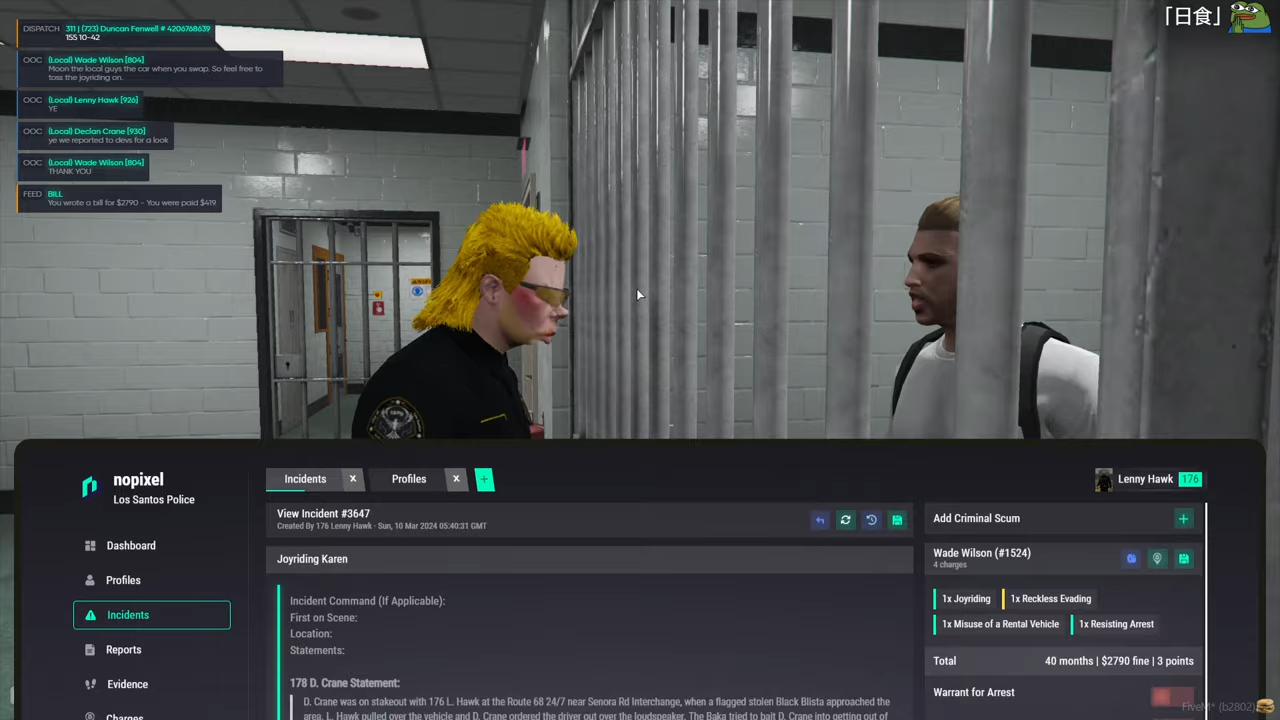 「日食」
DISPATCH 311 | (723) Duncan Fenwell # 4206768639
155 10-42
OOC (Local) Wade Wilson [804]
Moon the local guys the car when you swap. So feel free to
toss the joyriding on.
OOC (Local) Lenny Hawk [926]
YE
OOC (Local) Declan Crane [930]
ye we reported to devs for a look
OOC (Local) Wade Wilson [804]
THANK YOU
FEED BILL
You wrote a bill for $2790 - You were paid $419
nopixel
Los Santos Police
Dashboard
Profiles
Incidents
Reports
Evidence
Charges
Incidents x
Profiles x
+
Lenny Hawk 176
View Incident #3647
Created By 176 Lenny Hawk - Sun, 10 Mar 2024 05:40:31 GMT
Joyriding Karen
Incident Command (If Applicable):
First on Scene:
Location:
Statements:
178 D. Crane Statement:
D. Crane was on stakeout with 176 L. Hawk at the Route 68 24/7 near Senora Rd Interchange, when a flagged stolen Black Blista approached the
area. L. Hawk pulled over the vehicle and D. Crane ordered the driver out over the loudspeaker. The Baka tried to bait D. Crane into getting out of
Add Criminal Scum +
Wade Wilson (#1524)
4 charges
1x Joyriding 1x Reckless Evading
1x Misuse of a Rental Vehicle 1x Resisting Arrest
Total 40 months | $2790 fine | 3 points
Warrant for Arrest
FiveM* (b2802)